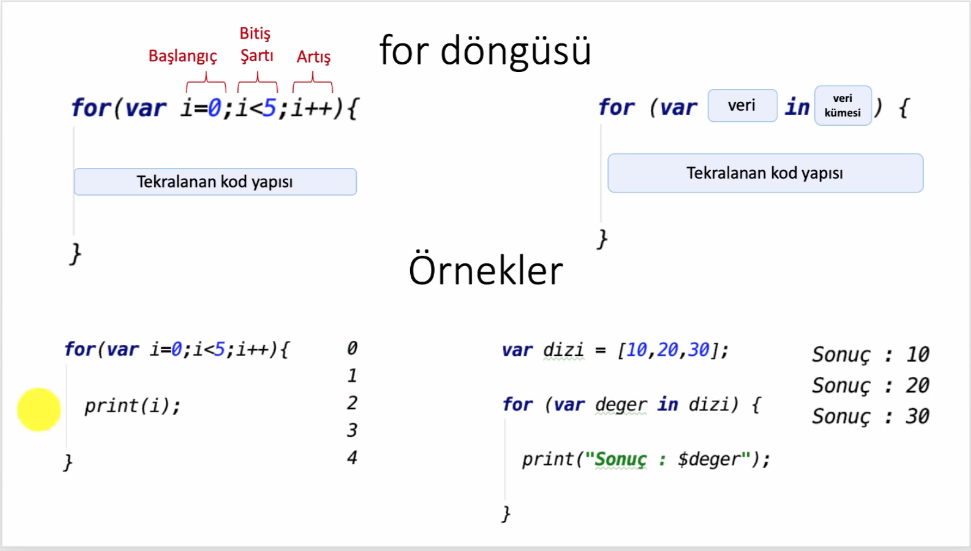 for döngüsü
Başlangıç
Bitiş
Şartı
Artış
for(var i=0;i<5;i++){
Tekralanan kod yapısı
}
for (var veri in veri kümesi) {
Tekralanan kod yapısı
}
Örnekler
for(var i=0;i<5;i++){
print(i);
}
0
1
2
3
4
var dizi = [10,20,30];
for (var deger in dizi) {
print("Sonuç : $deger");
}
Sonuç : 10
Sonuç : 20
Sonuç : 30